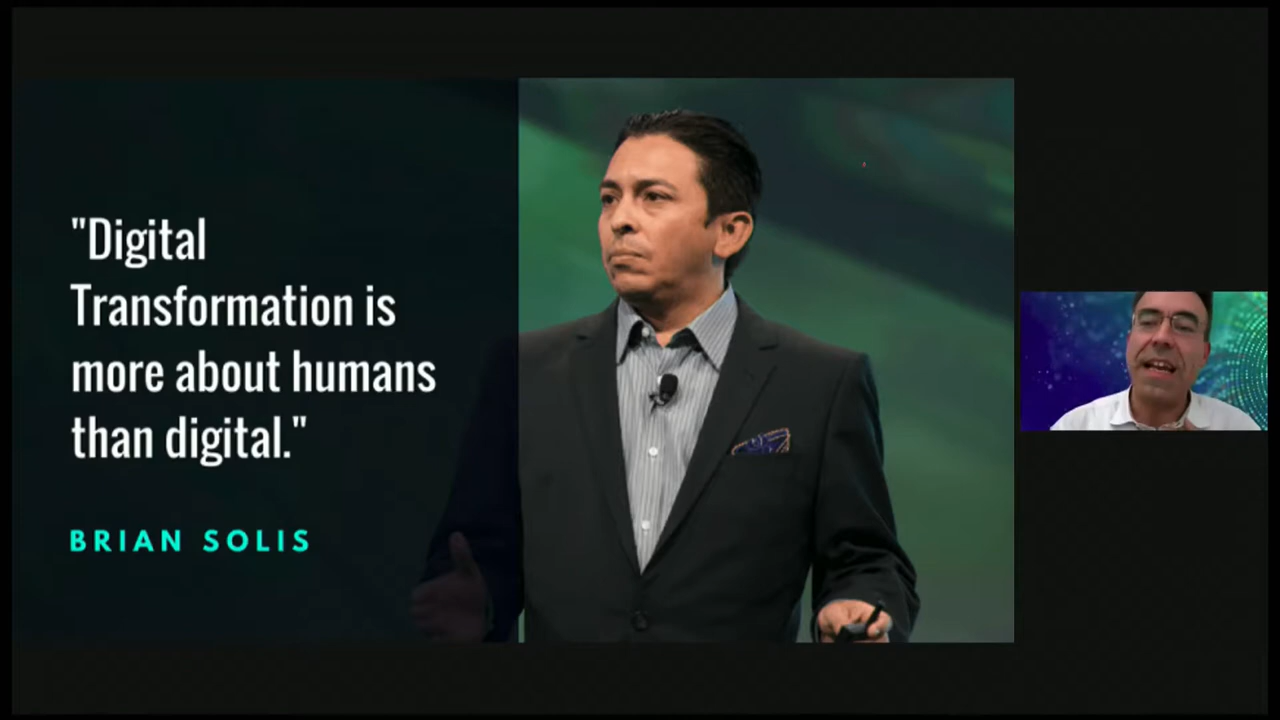 "Digital
Transformation is
more about humans
than digital."
BRIAN SOLIS